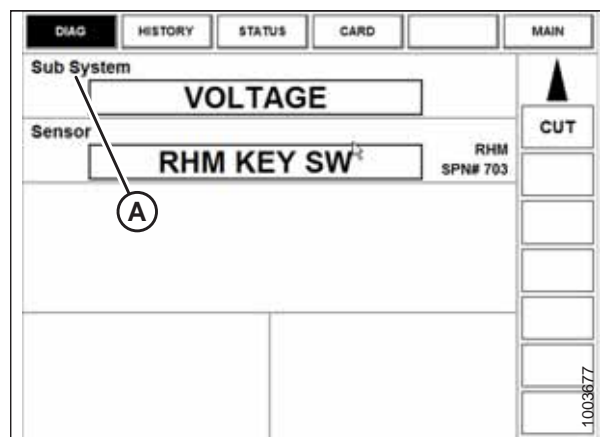 DIAG HISTORY STATUS CARD MAIN
Sub System
VOLTAGE
CUT
Sensor
RHM KEY SW
RHM
SPN# 703
A
1003677